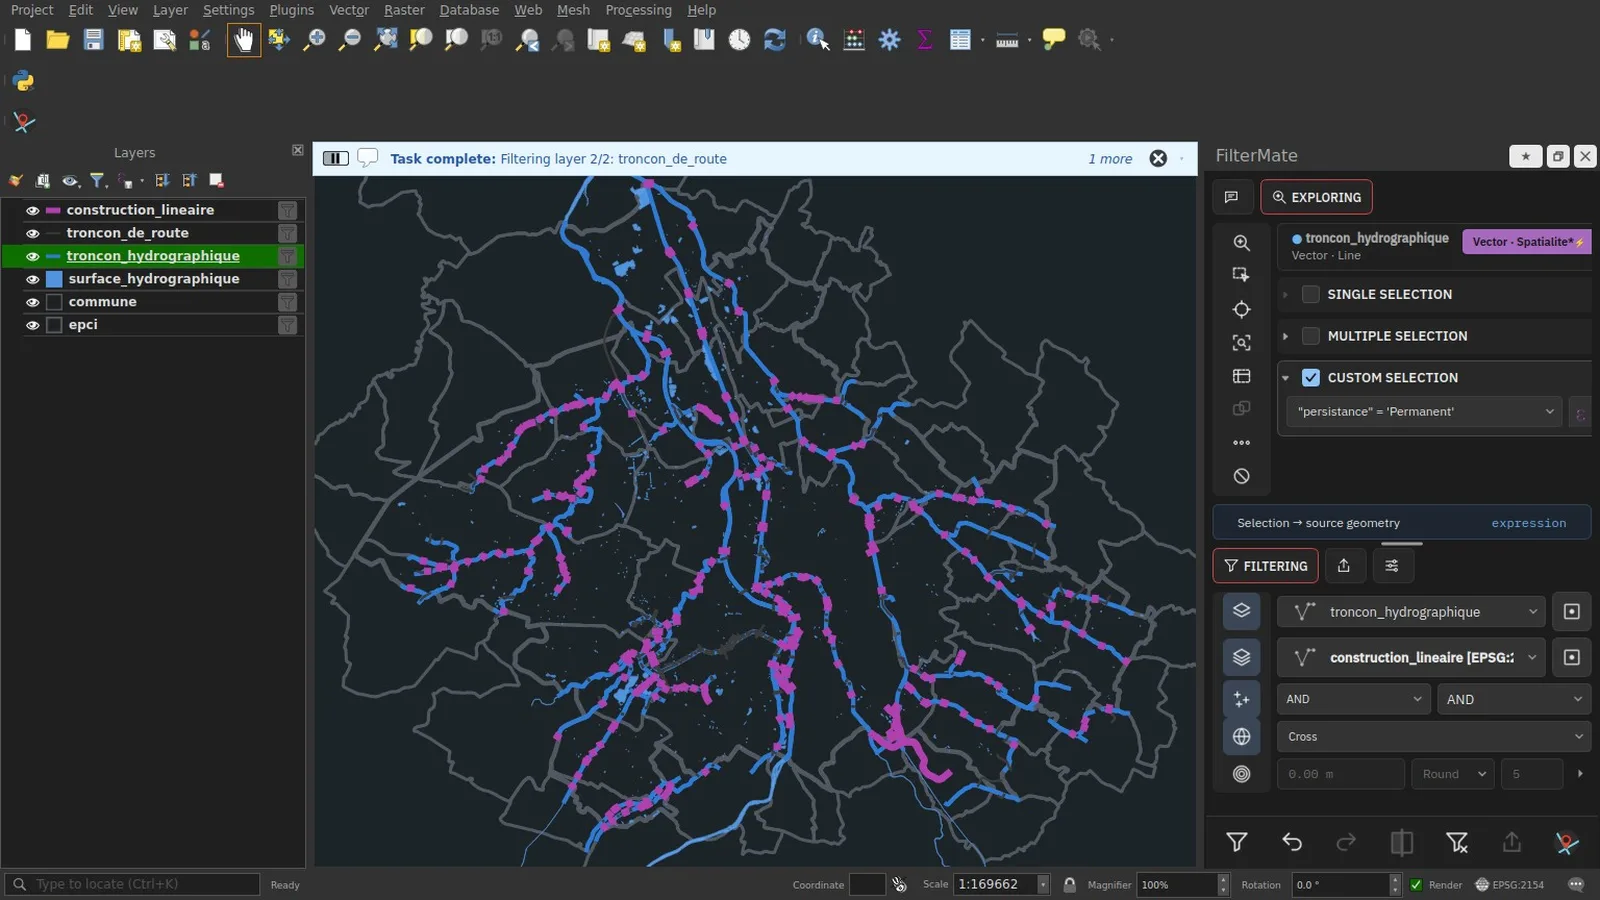 Project Edit View Layer Settings Plugins Vector Raster Database Web Mesh Processing Help
Layers
construction_lineaire
troncon_de_route
troncon_hydrographique
surface_hydrographique
commune
epci
Task complete: Filtering layer 2/2: troncon_de_route
1 more
FilterMate
EXPLORING
troncon_hydrographique
Vector · Line
Vector · Spatialite*⚡
SINGLE SELECTION
MULTIPLE SELECTION
CUSTOM SELECTION
"persistance" = 'Permanent'
ε
Selection → source geometry
expression
FILTERING
troncon_hydrographique
construction_lineaire [EPSG:2
AND
AND
Cross
0.00 m
Round
5
Type to locate (Ctrl+K)
Ready
Coordinate
Scale 1:169662
Magnifier 100%
Rotation 0.0 °
Render
EPSG:2154